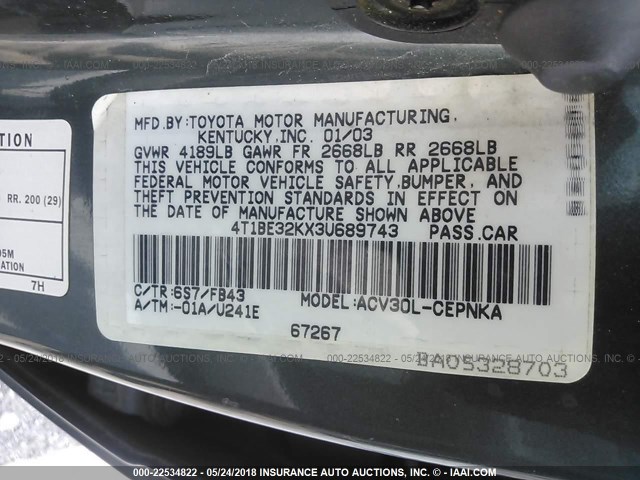 MFD.BY:TOYOTA MOTOR MANUFACTURING,
KENTUCKY,INC. 01/03
GVWR 4189LB GAWR FR 2668LB RR 2668LB
THIS VEHICLE CONFORMS TO ALL APPLICABLE
FEDERAL MOTOR VEHICLE SAFETY,BUMPER, AND
THEFT PREVENTION STANDARDS IN EFFECT ON
THE DATE OF MANUFACTURE SHOWN ABOVE
4T1BE32KX3U689743 PASS.CAR
C/TR:6S7/FB43 MODEL:ACV30L-CEPNKA
A/TM:-01A/U241E
67267
BA05328703
TION
RR. 200 (29)
05M
ATION
7H
000-22534822 - 05/24/2018 INSURANCE AUTO AUCTIONS, INC. - © - IAAI.COM